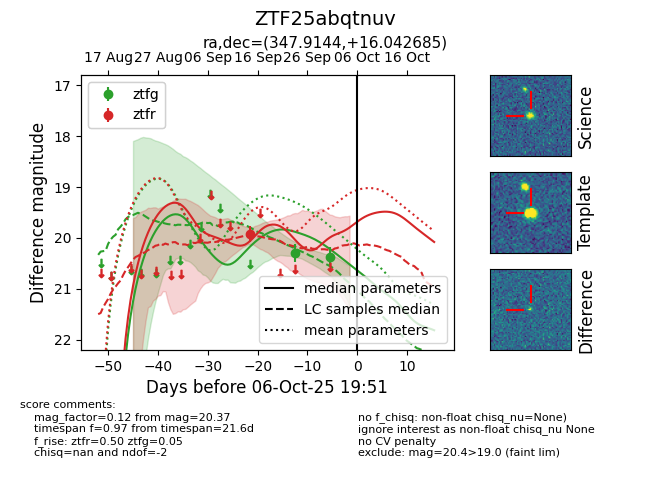 ZTF25abqtnuv
ra,dec=(347.9144,+16.042685)
17 Aug 27 Aug 06 Sep 16 Sep 26 Sep 06 Oct 16 Oct
ztfg
ztfr
17
18
19
20
21
22
Difference magnitude
median parameters
LC samples median
mean parameters
−50 −40 −30 −20 −10 0 10
Days before 06-Oct-25 19:51
Science
Template
Difference
score comments:
mag_factor=0.12 from mag=20.37
timespan f=0.97 from timespan=21.6d
f_rise: ztfr=0.50 ztfg=0.05
chisq=nan and ndof=-2
no f_chisq: non-float chisq_nu=None)
ignore interest as non-float chisq_nu None
no CV penalty
exclude: mag=20.4>19.0 (faint lim)